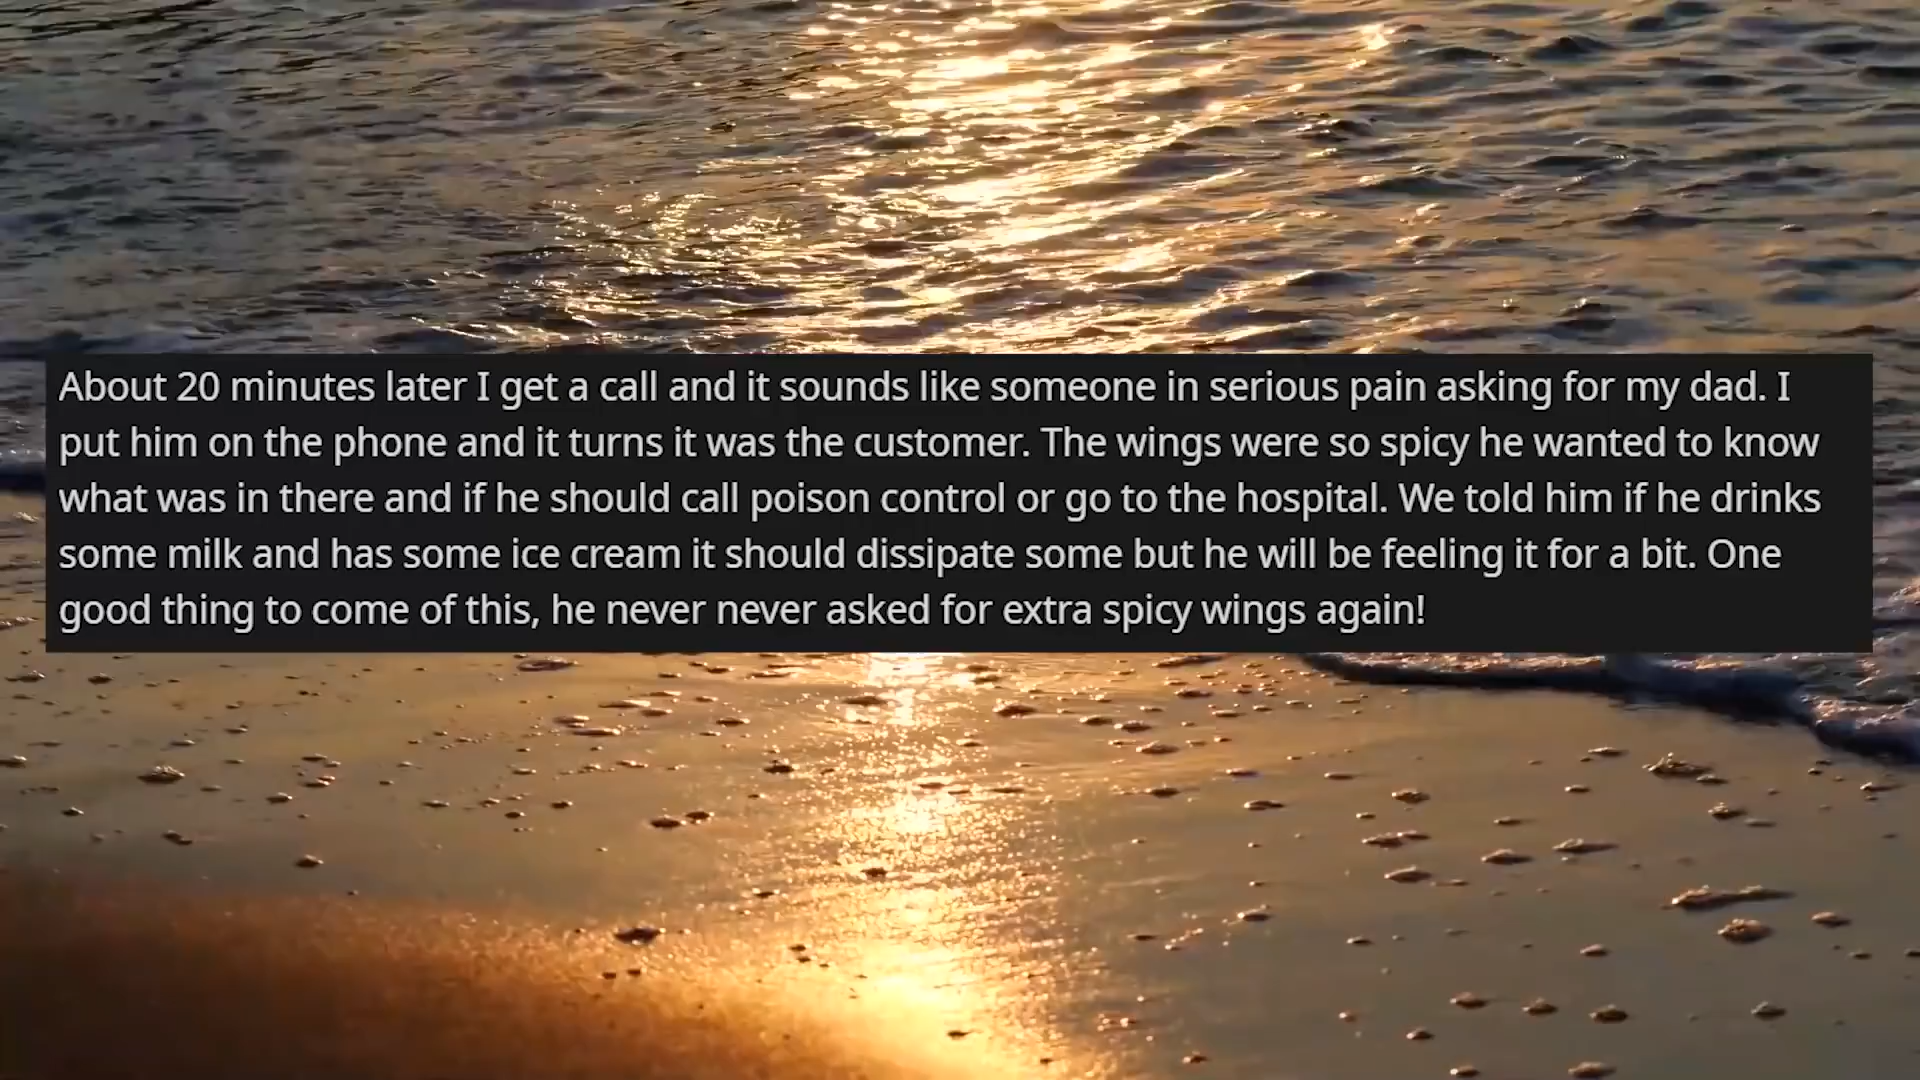 About 20 minutes later I get a call and it sounds like someone in serious pain asking for my dad. I
put him on the phone and it turns it was the customer. The wings were so spicy he wanted to know
what was in there and if he should call poison control or go to the hospital. We told him if he drinks
some milk and has some ice cream it should dissipate some but he will be feeling it for a bit. One
good thing to come of this, he never never asked for extra spicy wings again!